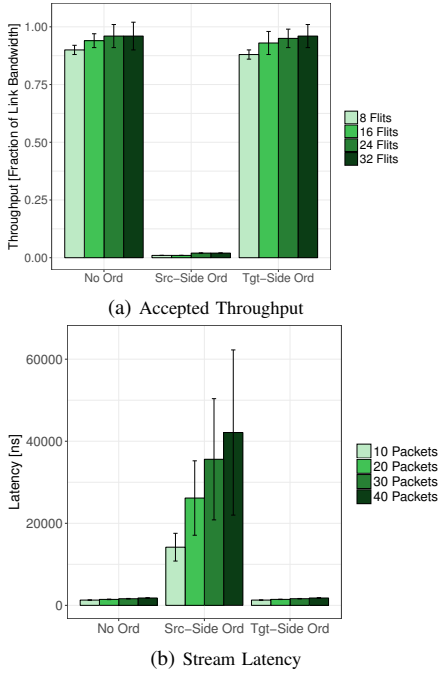 Throughput [Fraction of Link Bandwidth]
1.00
0.75
0.50
0.25
0.00
No Ord Src−Side Ord Tgt−Side Ord
8 Flits
16 Flits
24 Flits
32 Flits
(a) Accepted Throughput
Latency [ns]
60000
40000
20000
0
No Ord Src−Side Ord Tgt−Side Ord
10 Packets
20 Packets
30 Packets
40 Packets
(b) Stream Latency